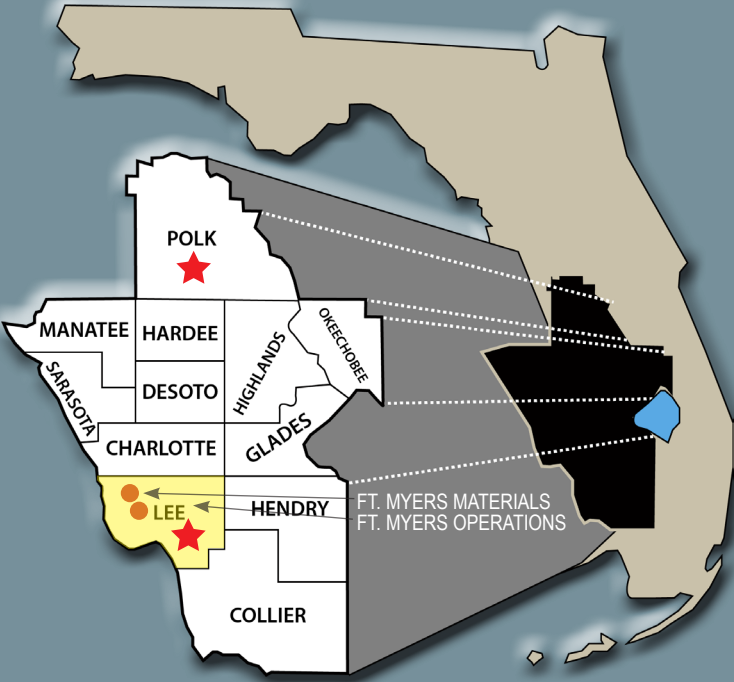 POLK
MANATEE
HARDEE
HIGHLANDS
OKEECHOBEE
SARASOTA
DESOTO
CHARLOTTE
GLADES
LEE
HENDRY
FT. MYERS MATERIALS
FT. MYERS OPERATIONS
COLLIER